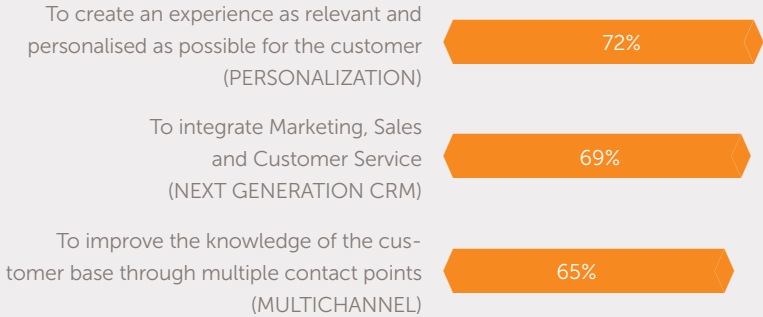 To create an experience as relevant and
personalised as possible for the customer
(PERSONALIZATION)
72%
To integrate Marketing, Sales
and Customer Service
(NEXT GENERATION CRM)
69%
To improve the knowledge of the cus-
tomer base through multiple contact points
(MULTICHANNEL)
65%